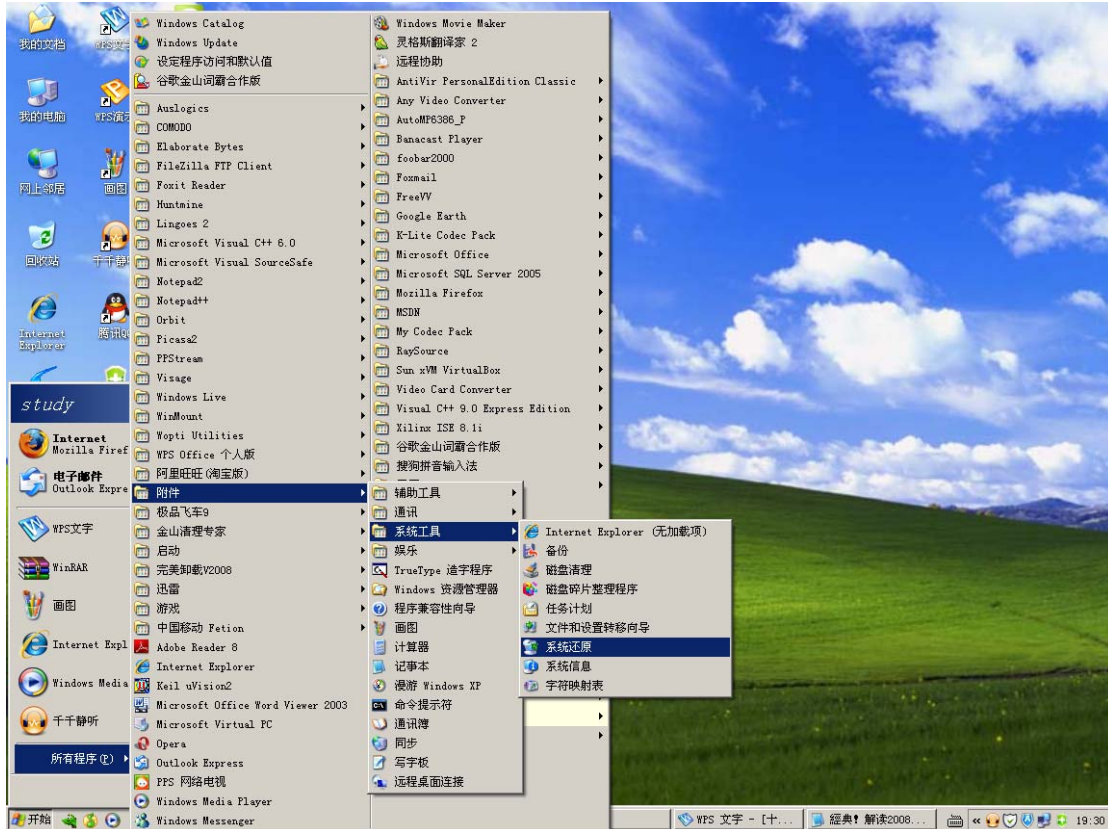 我的文档
我的电脑
网上邻居
回收站
Internet Explorer
WPS演
画图
千千静
腾讯QQ
Windows Catalog
Windows Update
设定程序访问和默认值
谷歌金山词霸合作版
Auslogics
COMODO
Elaborate Bytes
FileZilla FTP Client
Foxit Reader
Huntmine
Lingoes 2
Microsoft Visual C++ 6.0
Microsoft Visual SourceSafe
Notepad2
Notepad++
Orbit
Picasa2
PPStream
Visage
Windows Live
WinMount
Wopti Utilities
WPS Office 个人版
阿里旺旺(淘宝版)
附件
极品飞车9
金山清理专家
启动
完美卸载V2008
迅雷
游戏
中国移动 Fetion
Adobe Reader 8
Internet Explorer
Keil uVision2
Microsoft Office Word Viewer 2003
Microsoft Virtual PC
Opera
Outlook Express
PPS 网络电视
Windows Media Player
Windows Messenger
Windows Movie Maker
灵格斯翻译家 2
远程协助
AntiVir PersonalEdition Classic
Any Video Converter
AutoMP6386_P
Banacast Player
foobar2000
Foxmail
FreeVV
Google Earth
K-Lite Codec Pack
Microsoft Office
Microsoft SQL Server 2005
Mozilla Firefox
MSDN
My Codec Pack
RaySource
Sun xVM VirtualBox
Video Card Converter
Visual C++ 9.0 Express Edition
Xilinx ISE 8.1i
谷歌金山词霸合作版
搜狗拼音输入法
辅助工具
通讯
系统工具
娱乐
TrueType 造字程序
Windows 资源管理器
程序兼容性向导
画图
计算器
记事本
漫游 Windows XP
命令提示符
通讯簿
同步
写字板
远程桌面连接
Internet Explorer (无加载项)
备份
磁盘清理
磁盘碎片整理程序
任务计划
文件和设置转移向导
系统还原
系统信息
字符映射表
study
Internet
Mozilla Firef
电子邮件
Outlook Expre
WPS文字
WinRAR
画图
Internet Expl
Windows Media
千千静听
所有程序(P)
开始
WPS 文字 - [十...
經典! 解读2008...
19:30